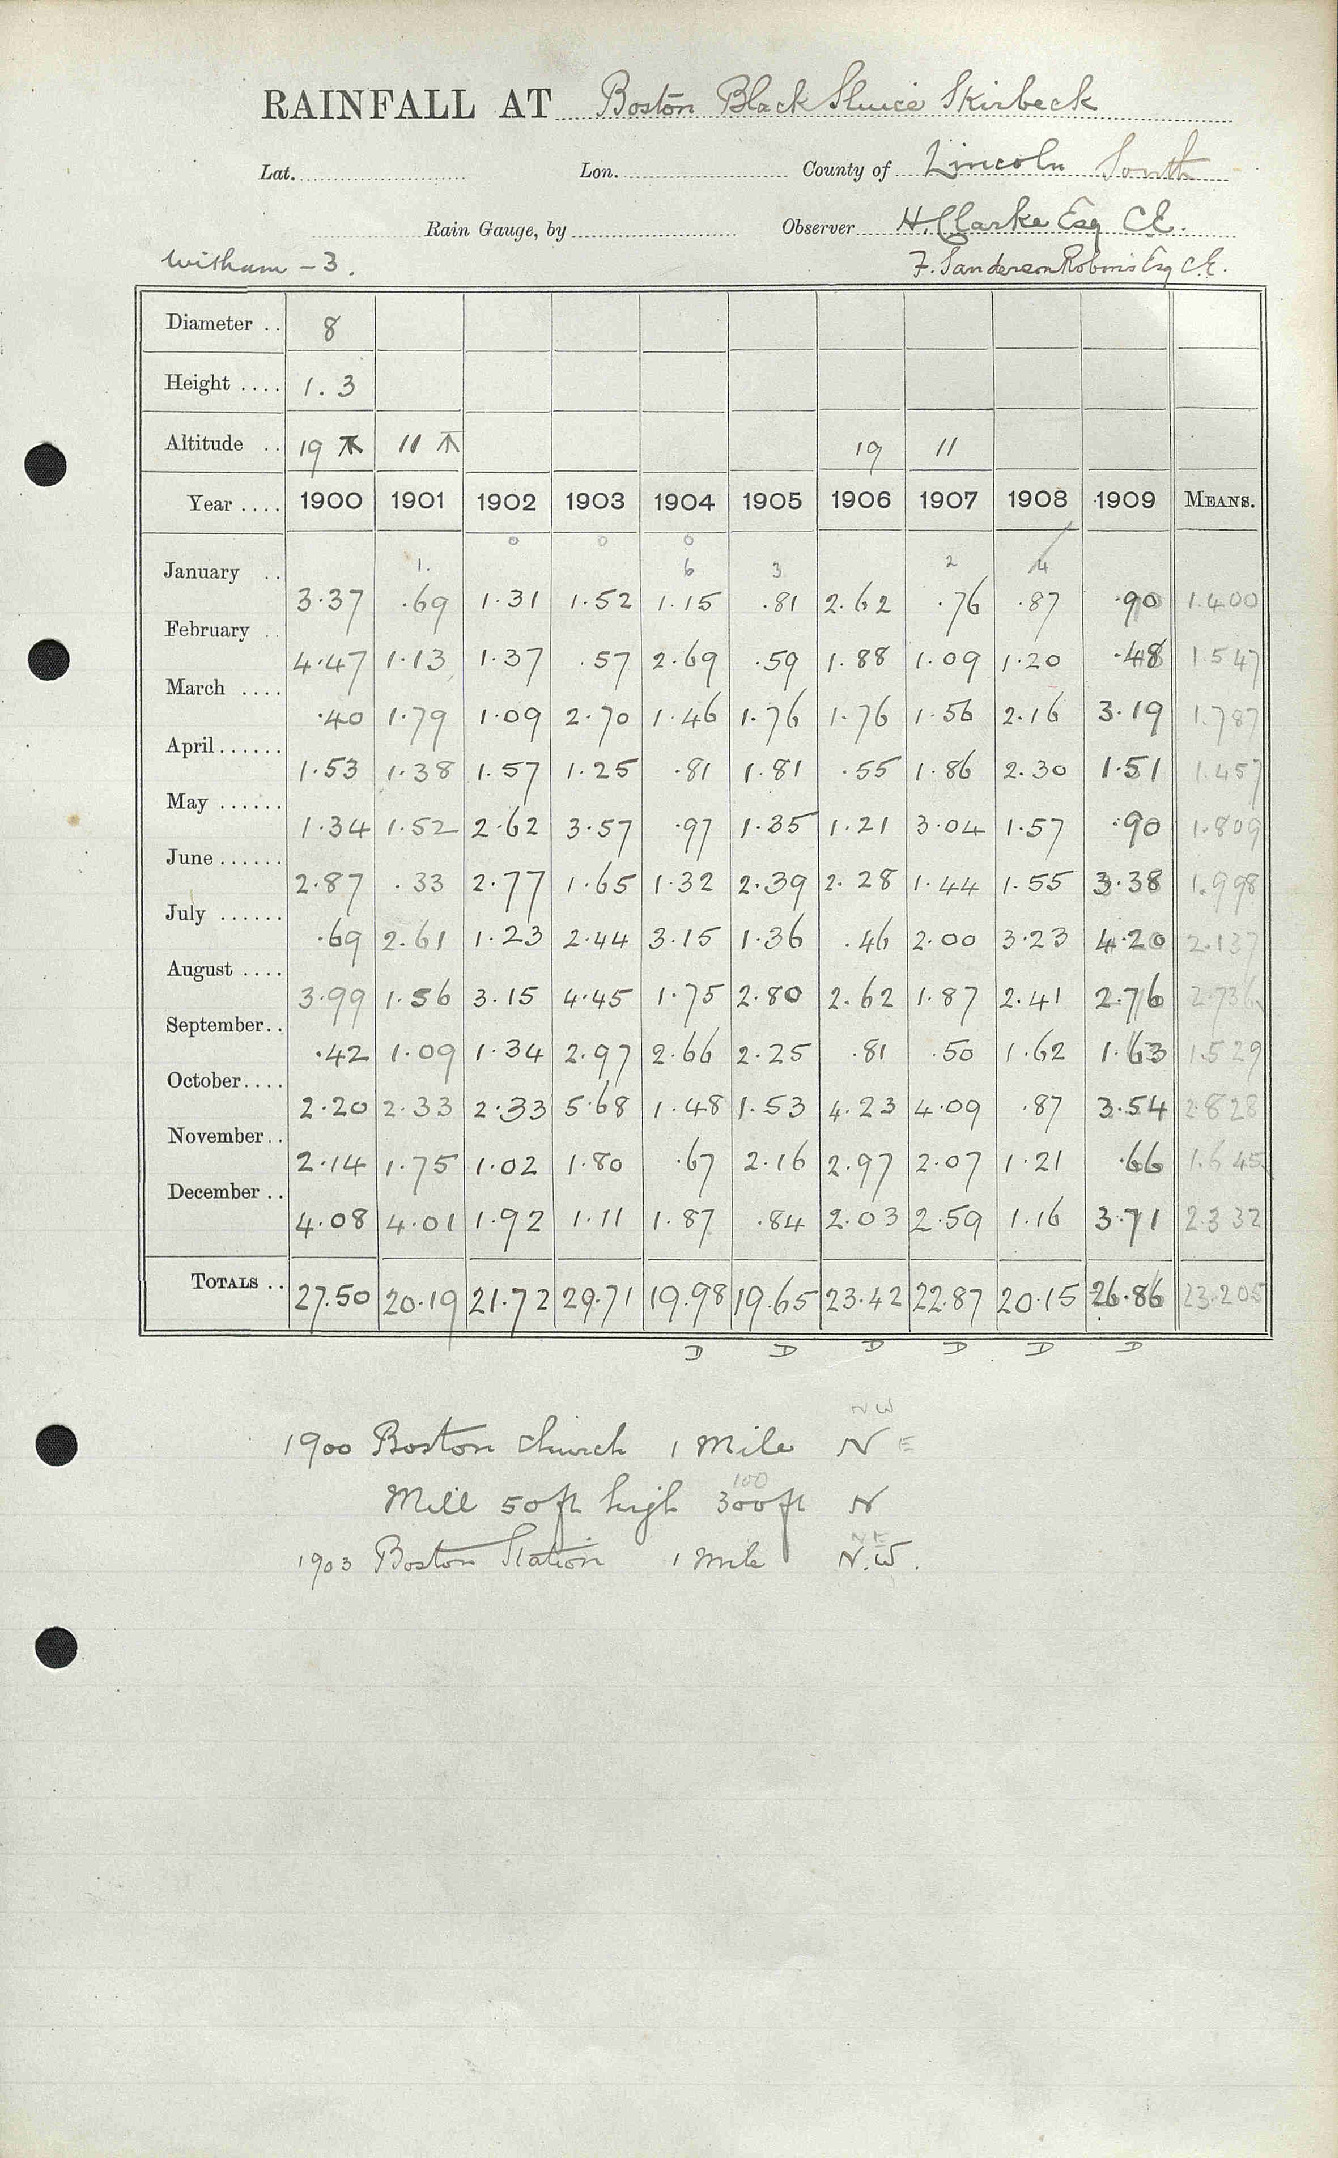 RAINFALL AT Boston Black Sluice Skirbeck
Lat. Lon. County of Lincoln South
Rain Gauge, by Observer H. Clarke Esq C.E.
Witham - 3. F. Sanderson Robins Esq C.E.
Diameter .. 8
Height .... 1.3
Altitude .. 19 11 19 11
Year .... 1900 1901 1902 1903 1904 1905 1906 1907 1908 1909 MEANS.
0 0 0
1. 6 3 2 4
January .. 3.37 .69 1.31 1.52 1.15 .81 2.62 .76 .87 .90 1.400
February .. 4.47 1.13 1.37 .57 2.69 .59 1.88 1.09 1.20 .48 1.547
March .... .40 1.79 1.09 2.70 1.46 1.76 1.76 1.56 2.16 3.19 1.787
April ...... 1.53 1.38 1.57 1.25 .81 1.81 .55 1.86 2.30 1.51 1.457
May ...... 1.34 1.52 2.62 3.57 .97 1.35 1.21 3.04 1.57 .90 1.809
June ...... 2.87 .33 2.77 1.65 1.32 2.39 2.28 1.44 1.55 3.38 1.998
July ...... .69 2.61 1.23 2.44 3.15 1.36 .46 2.00 3.23 4.20 2.137
August .... 3.99 1.56 3.15 4.45 1.75 2.80 2.62 1.87 2.41 2.76 2.736
September.. .42 1.09 1.34 2.97 2.66 2.25 .81 .50 1.62 1.63 1.529
October.... 2.20 2.33 2.33 5.68 1.48 1.53 4.23 4.09 .87 3.54 2.828
November.. 2.14 1.75 1.02 1.80 .67 2.16 2.97 2.07 1.21 .66 1.645
December .. 4.08 4.01 1.92 1.11 1.87 .84 2.03 2.59 1.16 3.71 2.332
TOTALS .. 27.50 20.19 21.72 29.71 19.98 19.65 23.42 22.87 20.15 26.86 23.205
D D D D D D
NW
1900 Boston Church 1 Mile N E
100
Mill 50ft high 300ft N
NE
1903 Boston Station 1 Mile N.W.